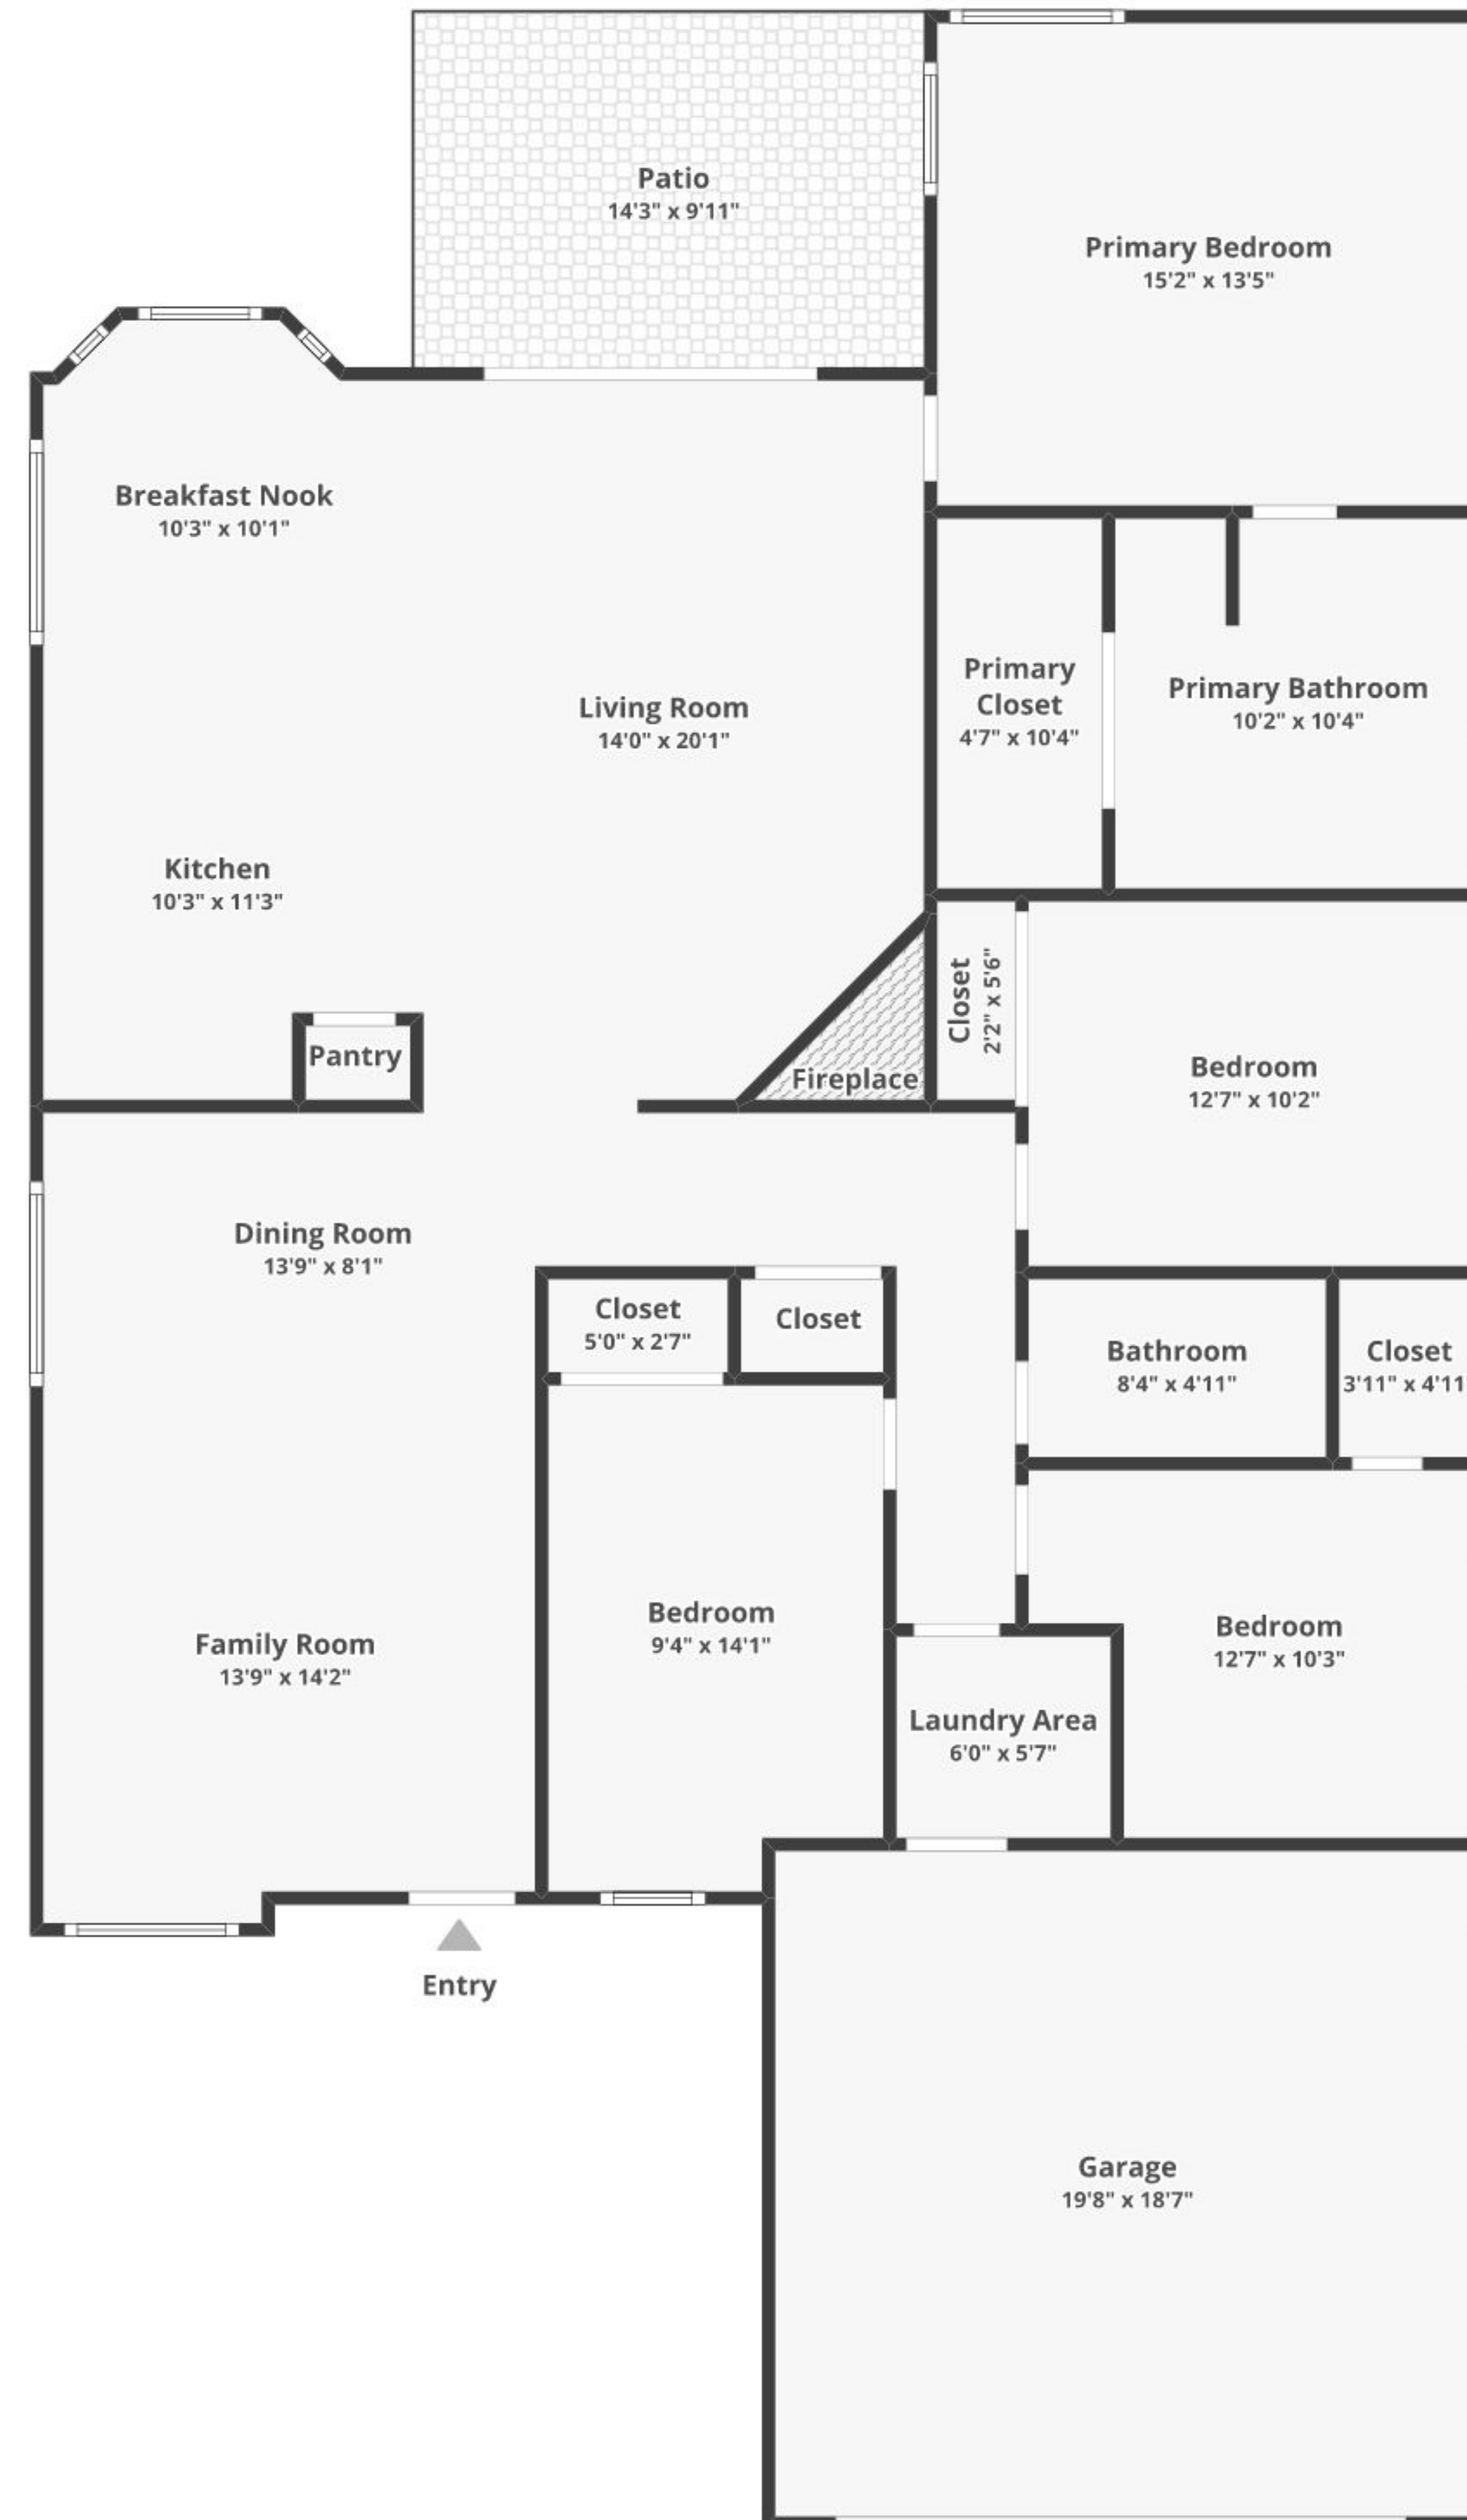 Patio
14'3" x 9'11"
Primary Bedroom
15'2" x 13'5"
Breakfast Nook
10'3" x 10'1"
Living Room
14'0" x 20'1"
Primary
Closet
4'7" x 10'4"
Primary Bathroom
10'2" x 10'4"
Kitchen
10'3" x 11'3"
Pantry
Fireplace
Closet
2'2" x 5'6"
Bedroom
12'7" x 10'2"
Dining Room
13'9" x 8'1"
Closet
5'0" x 2'7"
Closet
Bathroom
8'4" x 4'11"
Closet
3'11" x 4'11
Family Room
13'9" x 14'2"
Bedroom
9'4" x 14'1"
Bedroom
12'7" x 10'3"
Laundry Area
6'0" x 5'7"
Entry
Garage
19'8" x 18'7"